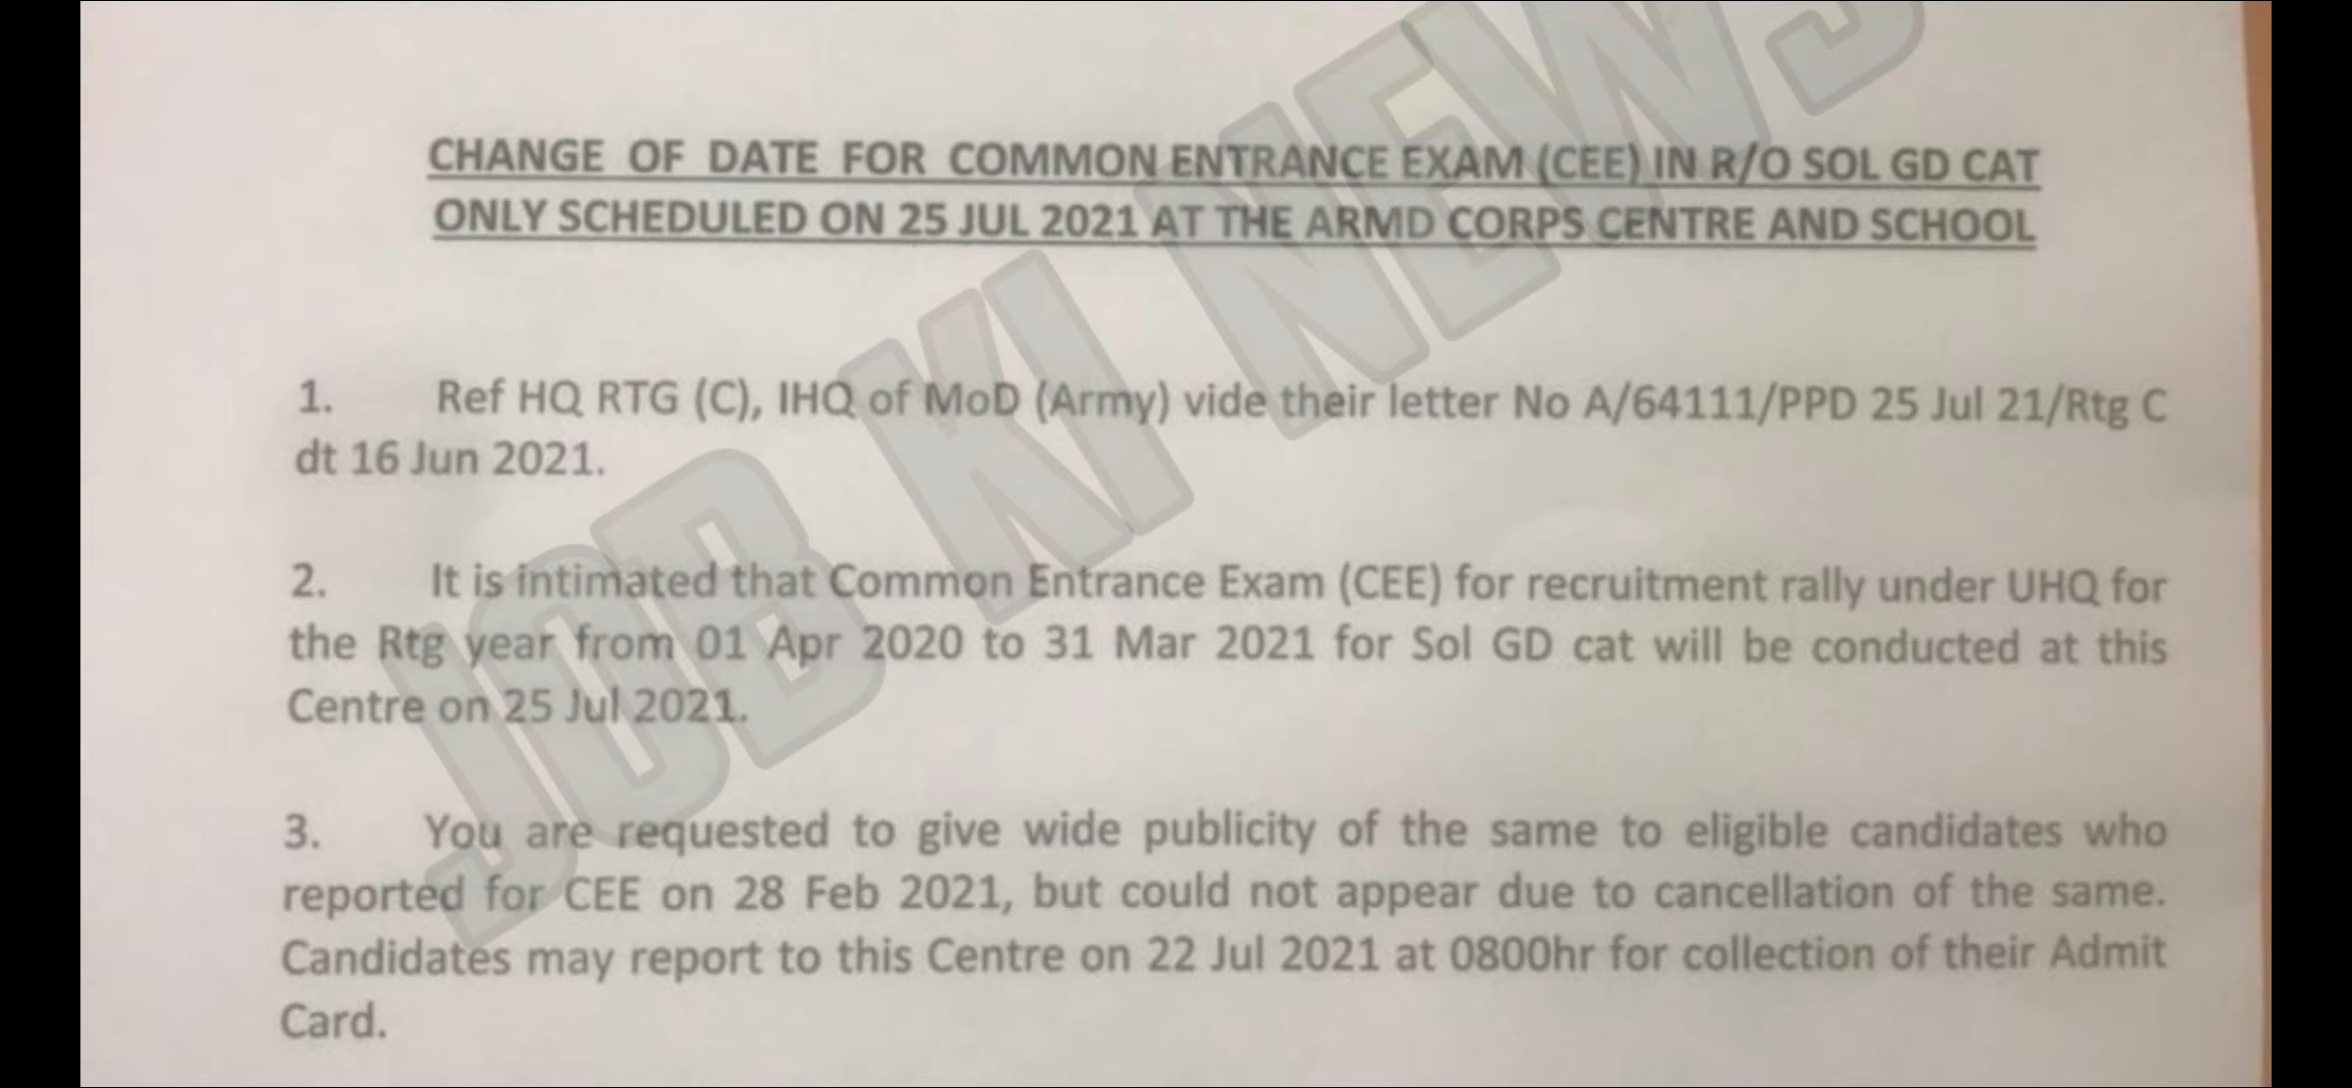 CHANGE OF DATE FOR COMMON ENTRANCE EXAM (CEE) IN R/O SOL GD CAT
ONLY SCHEDULED ON 25 JUL 2021 AT THE ARMD CORPS CENTRE AND SCHOOL
1. Ref HQ RTG (C), IHQ of MoD (Army) vide their letter No A/64111/PPD 25 Jul 21/Rtg C
dt 16 Jun 2021.
2. It is intimated that Common Entrance Exam (CEE) for recruitment rally under UHQ for
the Rtg year from 01 Apr 2020 to 31 Mar 2021 for Sol GD cat will be conducted at this
Centre on 25 Jul 2021.
3. You are requested to give wide publicity of the same to eligible candidates who
reported for CEE on 28 Feb 2021, but could not appear due to cancellation of the same.
Candidates may report to this Centre on 22 Jul 2021 at 0800hr for collection of their Admit
Card.
JOB KI NEWS